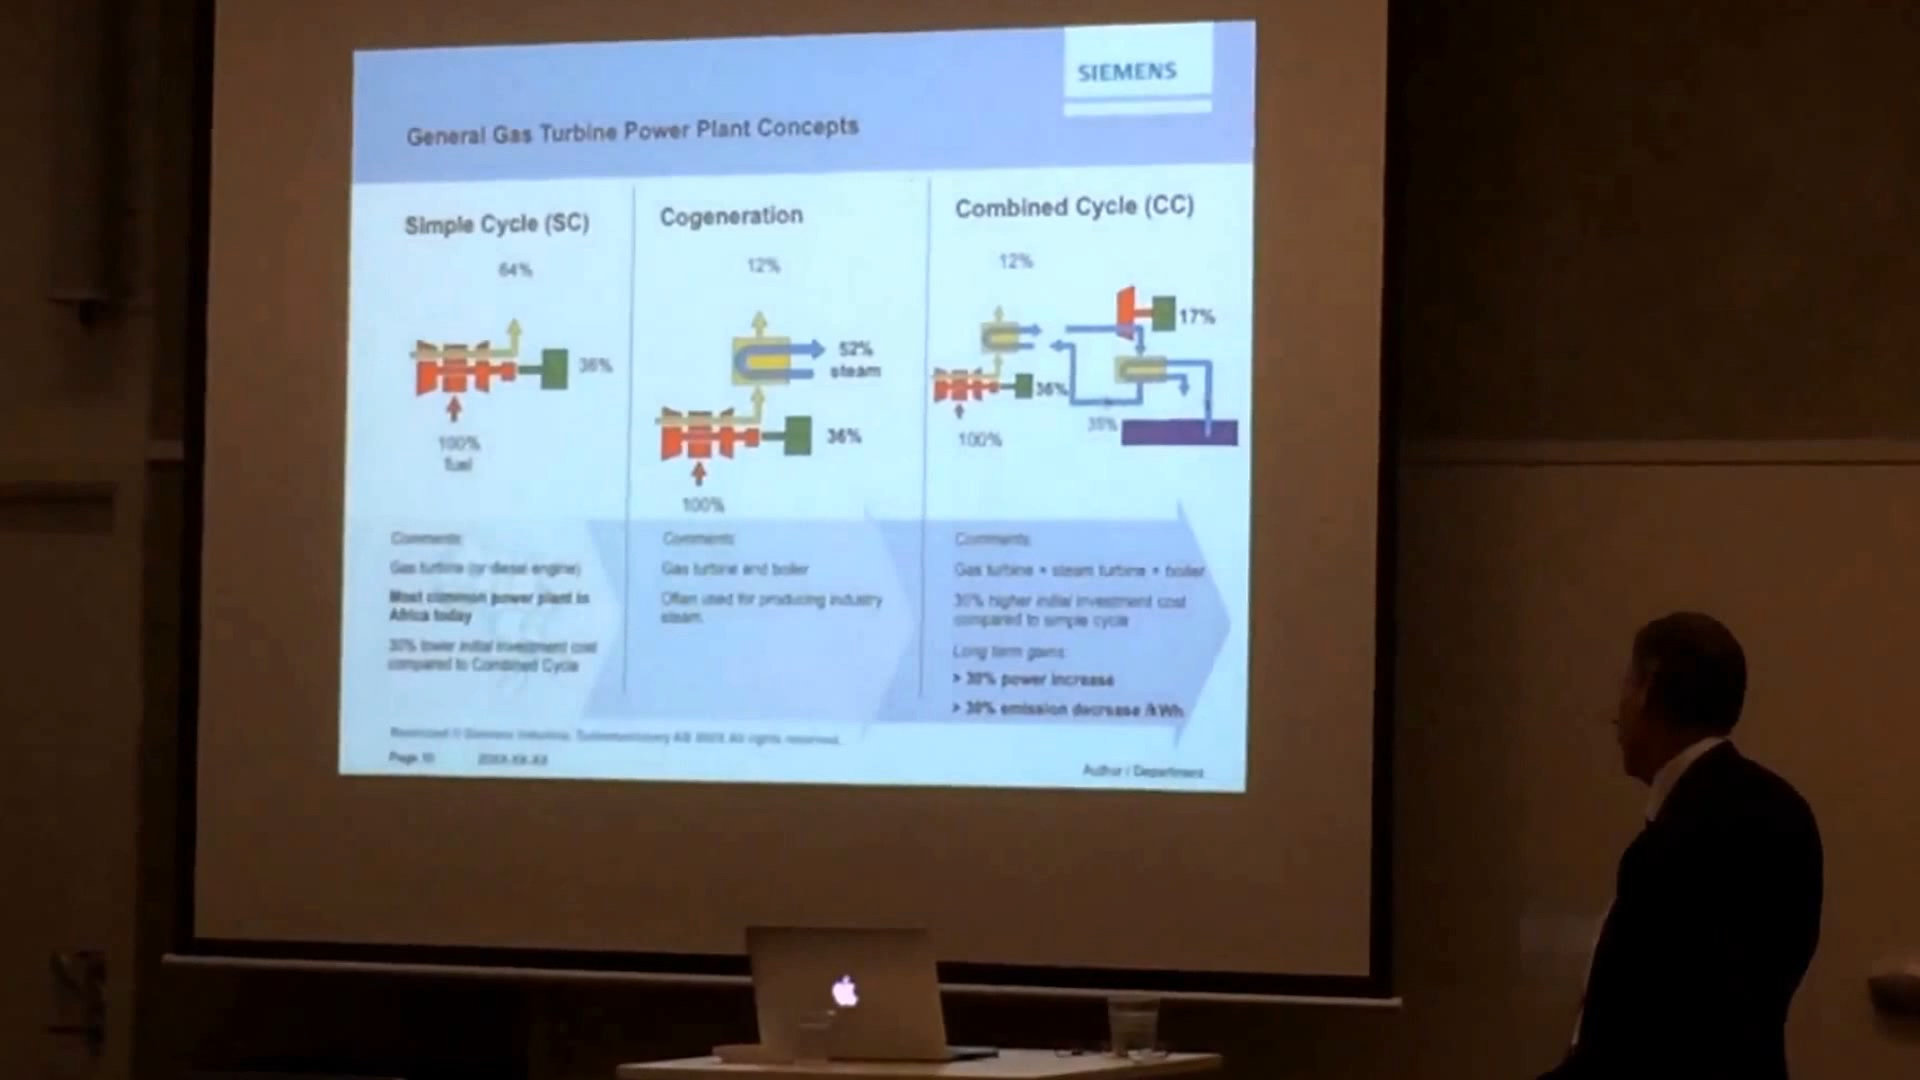 SIEMENS
General Gas Turbine Power Plant Concepts
Simple Cycle (SC)
64%
36%
100%
fuel
Comments
Gas turbine (or diesel engine)
Most common power plant in
Africa today
30% lower initial investment cost
compared to Combined Cycle
Cogeneration
12%
52%
steam
36%
100%
Comments
Gas turbine and boiler
Often used for producing industry
steam.
Combined Cycle (CC)
12%
17%
36%
100%
35%
Comments
Gas turbine + steam turbine + boiler
30% higher initial investment cost
compared to simple cycle
Long term gains:
> 30% power increase
> 30% emission decrease /kWh
All rights reserved.
Page 10
Author / Department